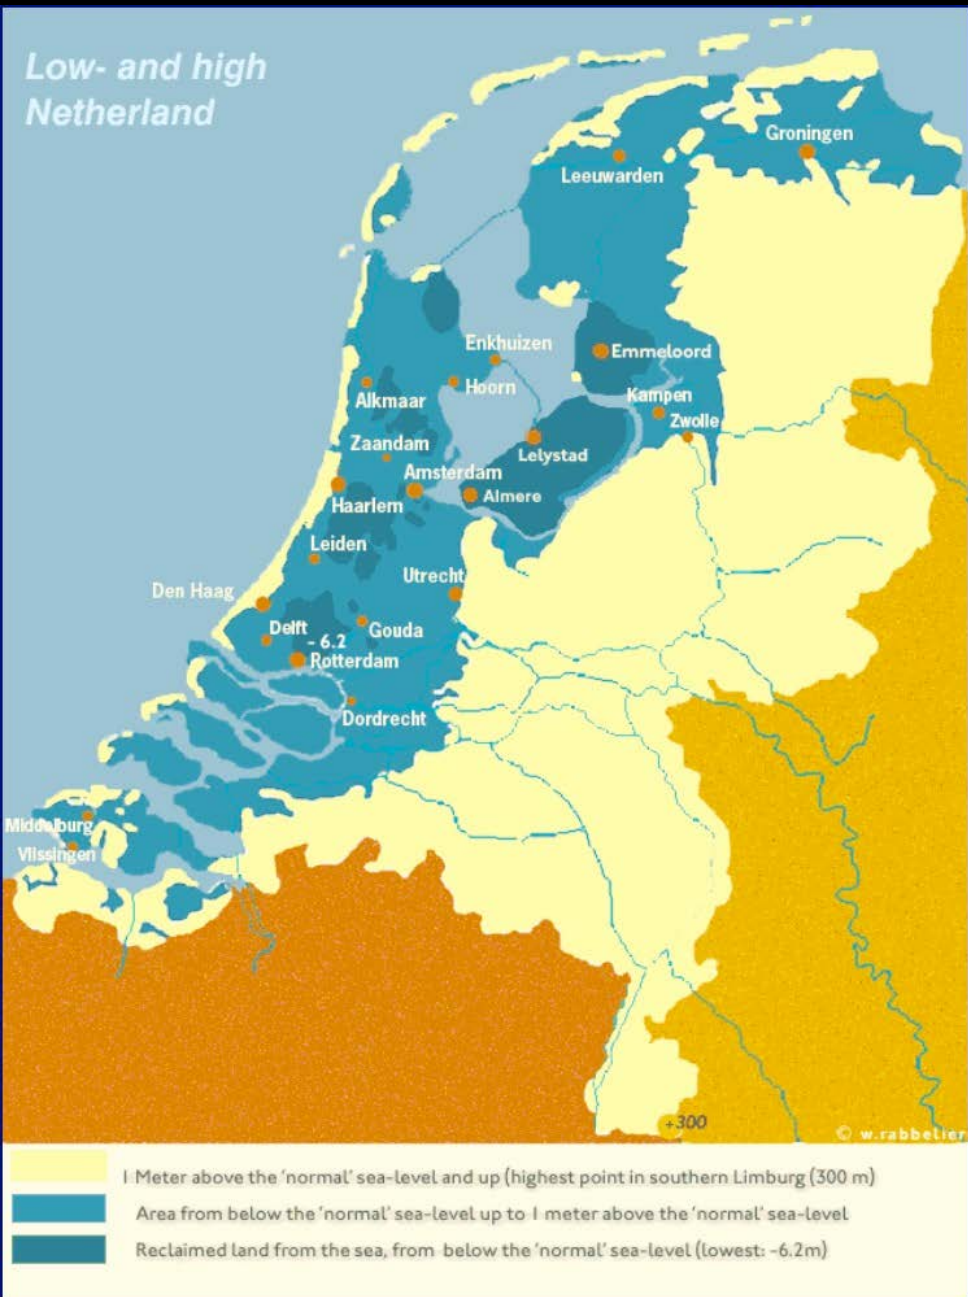 Low- and high
Netherland
Groningen
Leeuwarden
Enkhuizen
Emmeloord
Hoorn
Kampen
Alkmaar
Zwolle
Zaandam
Lelystad
Amsterdam
Almere
Haarlem
Leiden
Utrecht
Den Haag
Delft
Gouda
- 6.2
Rotterdam
Dordrecht
Middelburg
Vlissingen
+300
© w.rabbelier
1 Meter above the 'normal' sea-level and up (highest point in southern Limburg (300 m)
Area from below the 'normal' sea-level up to 1 meter above the 'normal' sea-level
Reclaimed land from the sea, from below the 'normal' sea-level (lowest: -6.2m)